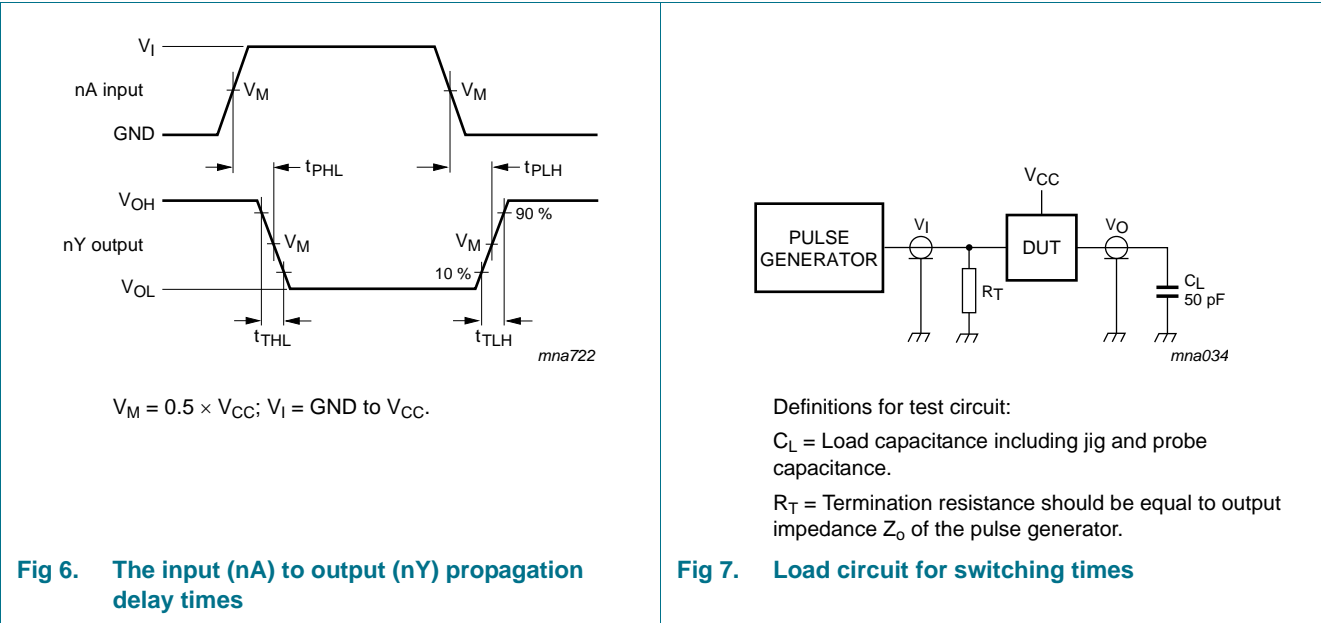 VI
nA input
VM
VM
GND
tPHL
tPLH
VOH
90 %
nY output
VM
VM
10 %
VOL
tTHL
tTLH
mna722
VM = 0.5 × VCC; VI = GND to VCC.
Fig 6. The input (nA) to output (nY) propagation
delay times
VCC
VI
VO
PULSE
GENERATOR
DUT
RT
CL
50 pF
mna034
Definitions for test circuit:
CL = Load capacitance including jig and probe
capacitance.
RT = Termination resistance should be equal to output
impedance Zo of the pulse generator.
Fig 7. Load circuit for switching times